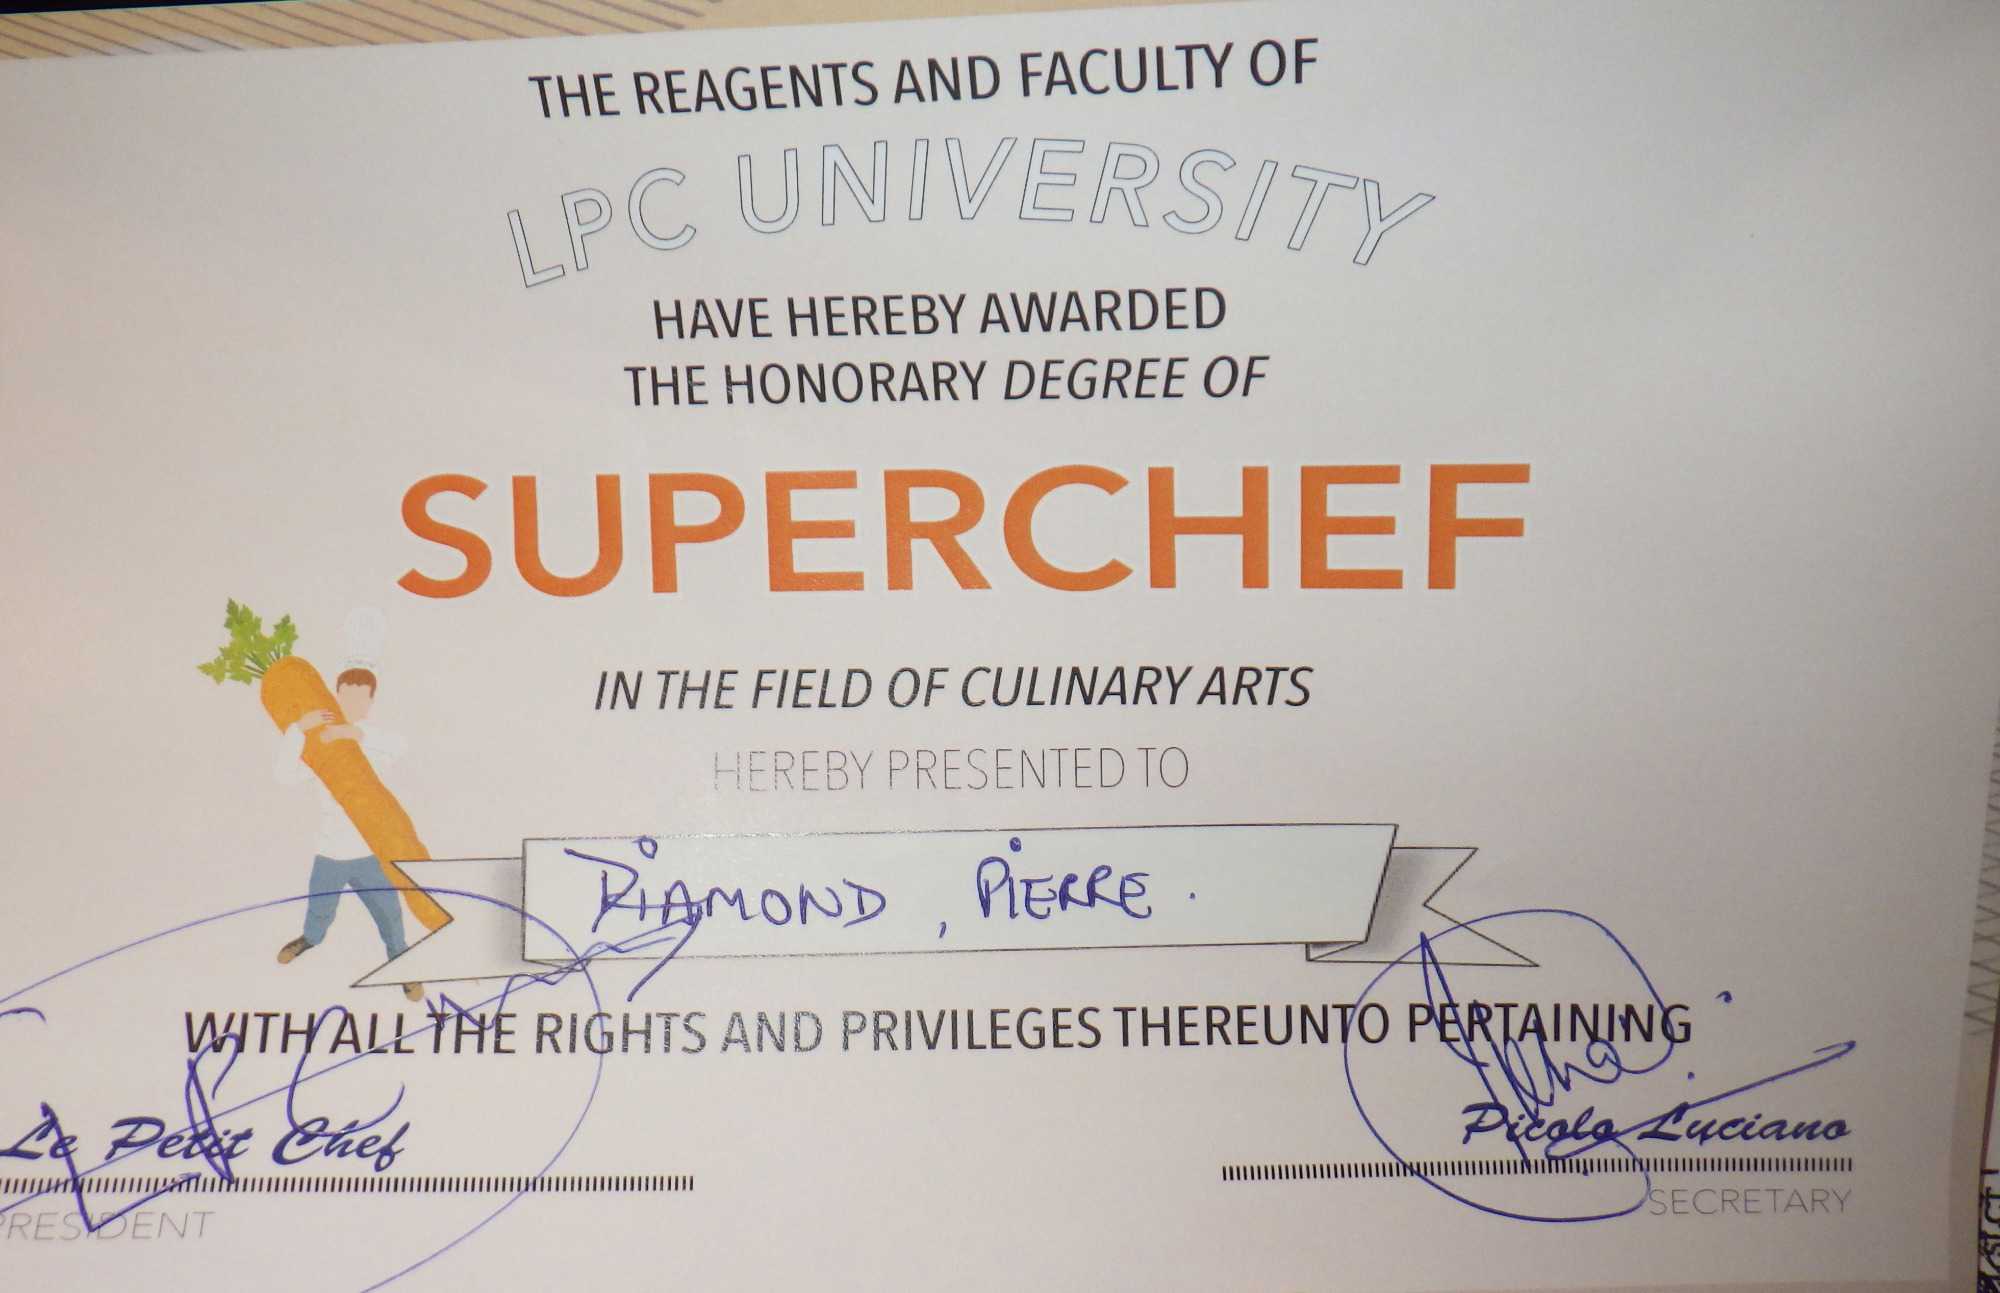 THE REAGENTS AND FACULTY OF
LPC UNIVERSITY
HAVE HEREBY AWARDED
THE HONORARY DEGREE OF
SUPERCHEF
IN THE FIELD OF CULINARY ARTS
HEREBY PRESENTED TO
DIAMOND, PIERRE.
WITH ALL THE RIGHTS AND PRIVILEGES THEREUNTO PERTAINING
Le Petit Chef
PRESIDENT
Picolo Luciano
SECRETARY